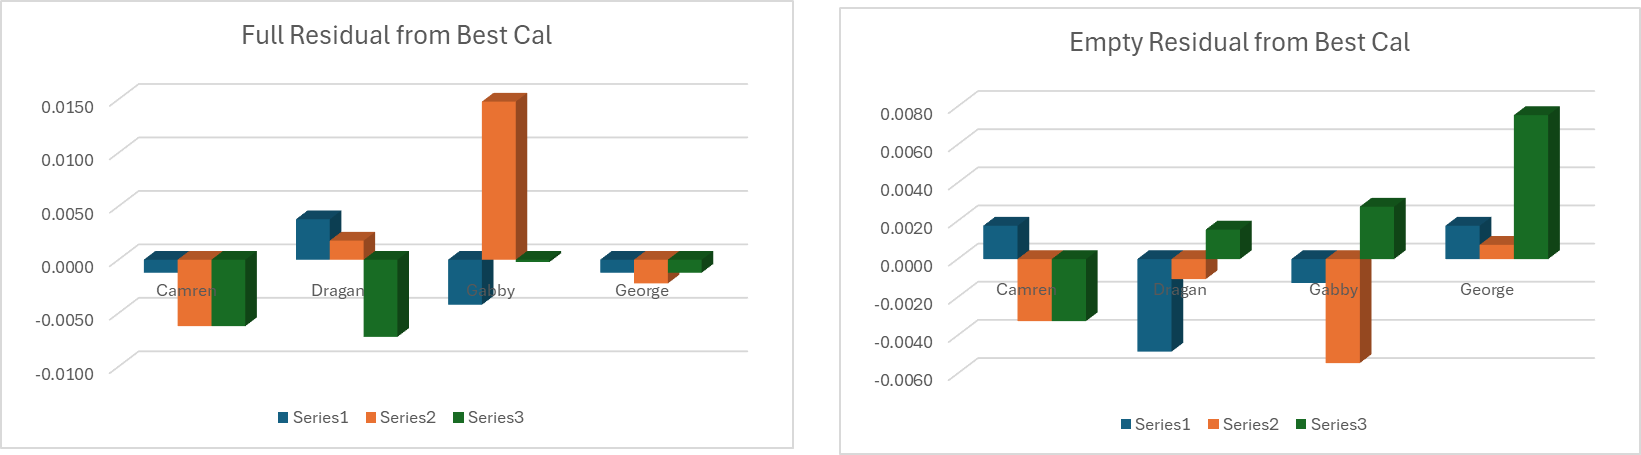 Full Residual from Best Cal
0.0150
0.0100
0.0050
0.0000
-0.0050
-0.0100
Camren Dragan Gabby George
Series1 Series2 Series3
Empty Residual from Best Cal
0.0080
0.0060
0.0040
0.0020
0.0000
-0.0020
-0.0040
-0.0060
Camren Dragan Gabby George
Series1 Series2 Series3